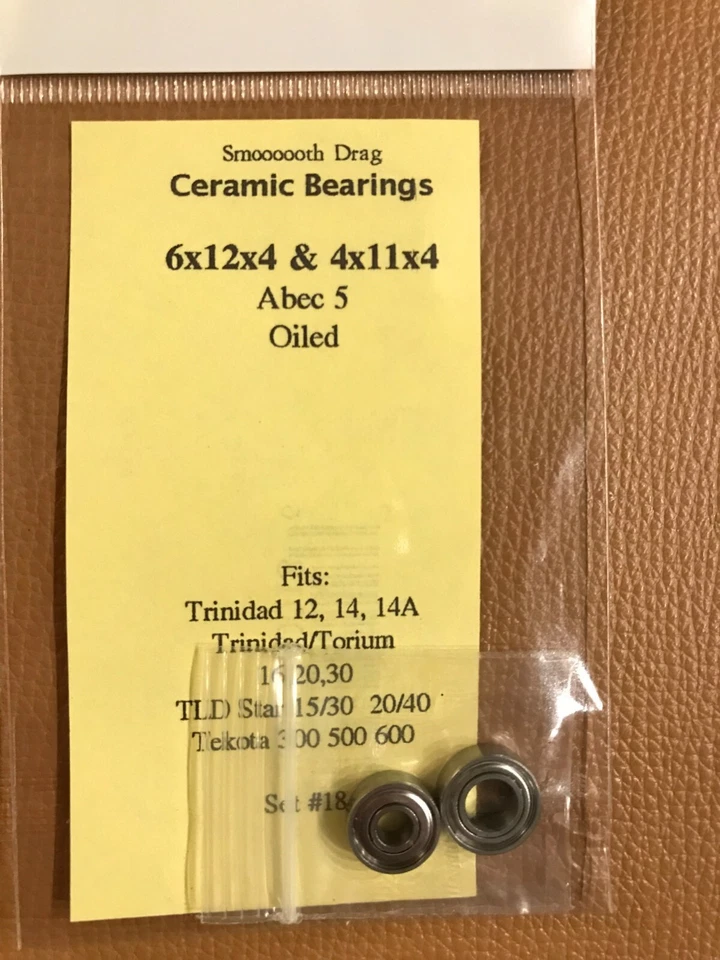 Smoooooth Drag
Ceramic Bearings
6x12x4 & 4x11x4
Abec 5
Oiled
Fits:
Trinidad 12, 14, 14A
Trinidad/Torium
16,20,30
TLD Star 15/30 20/40
Tekota 300 500 600
Set #18